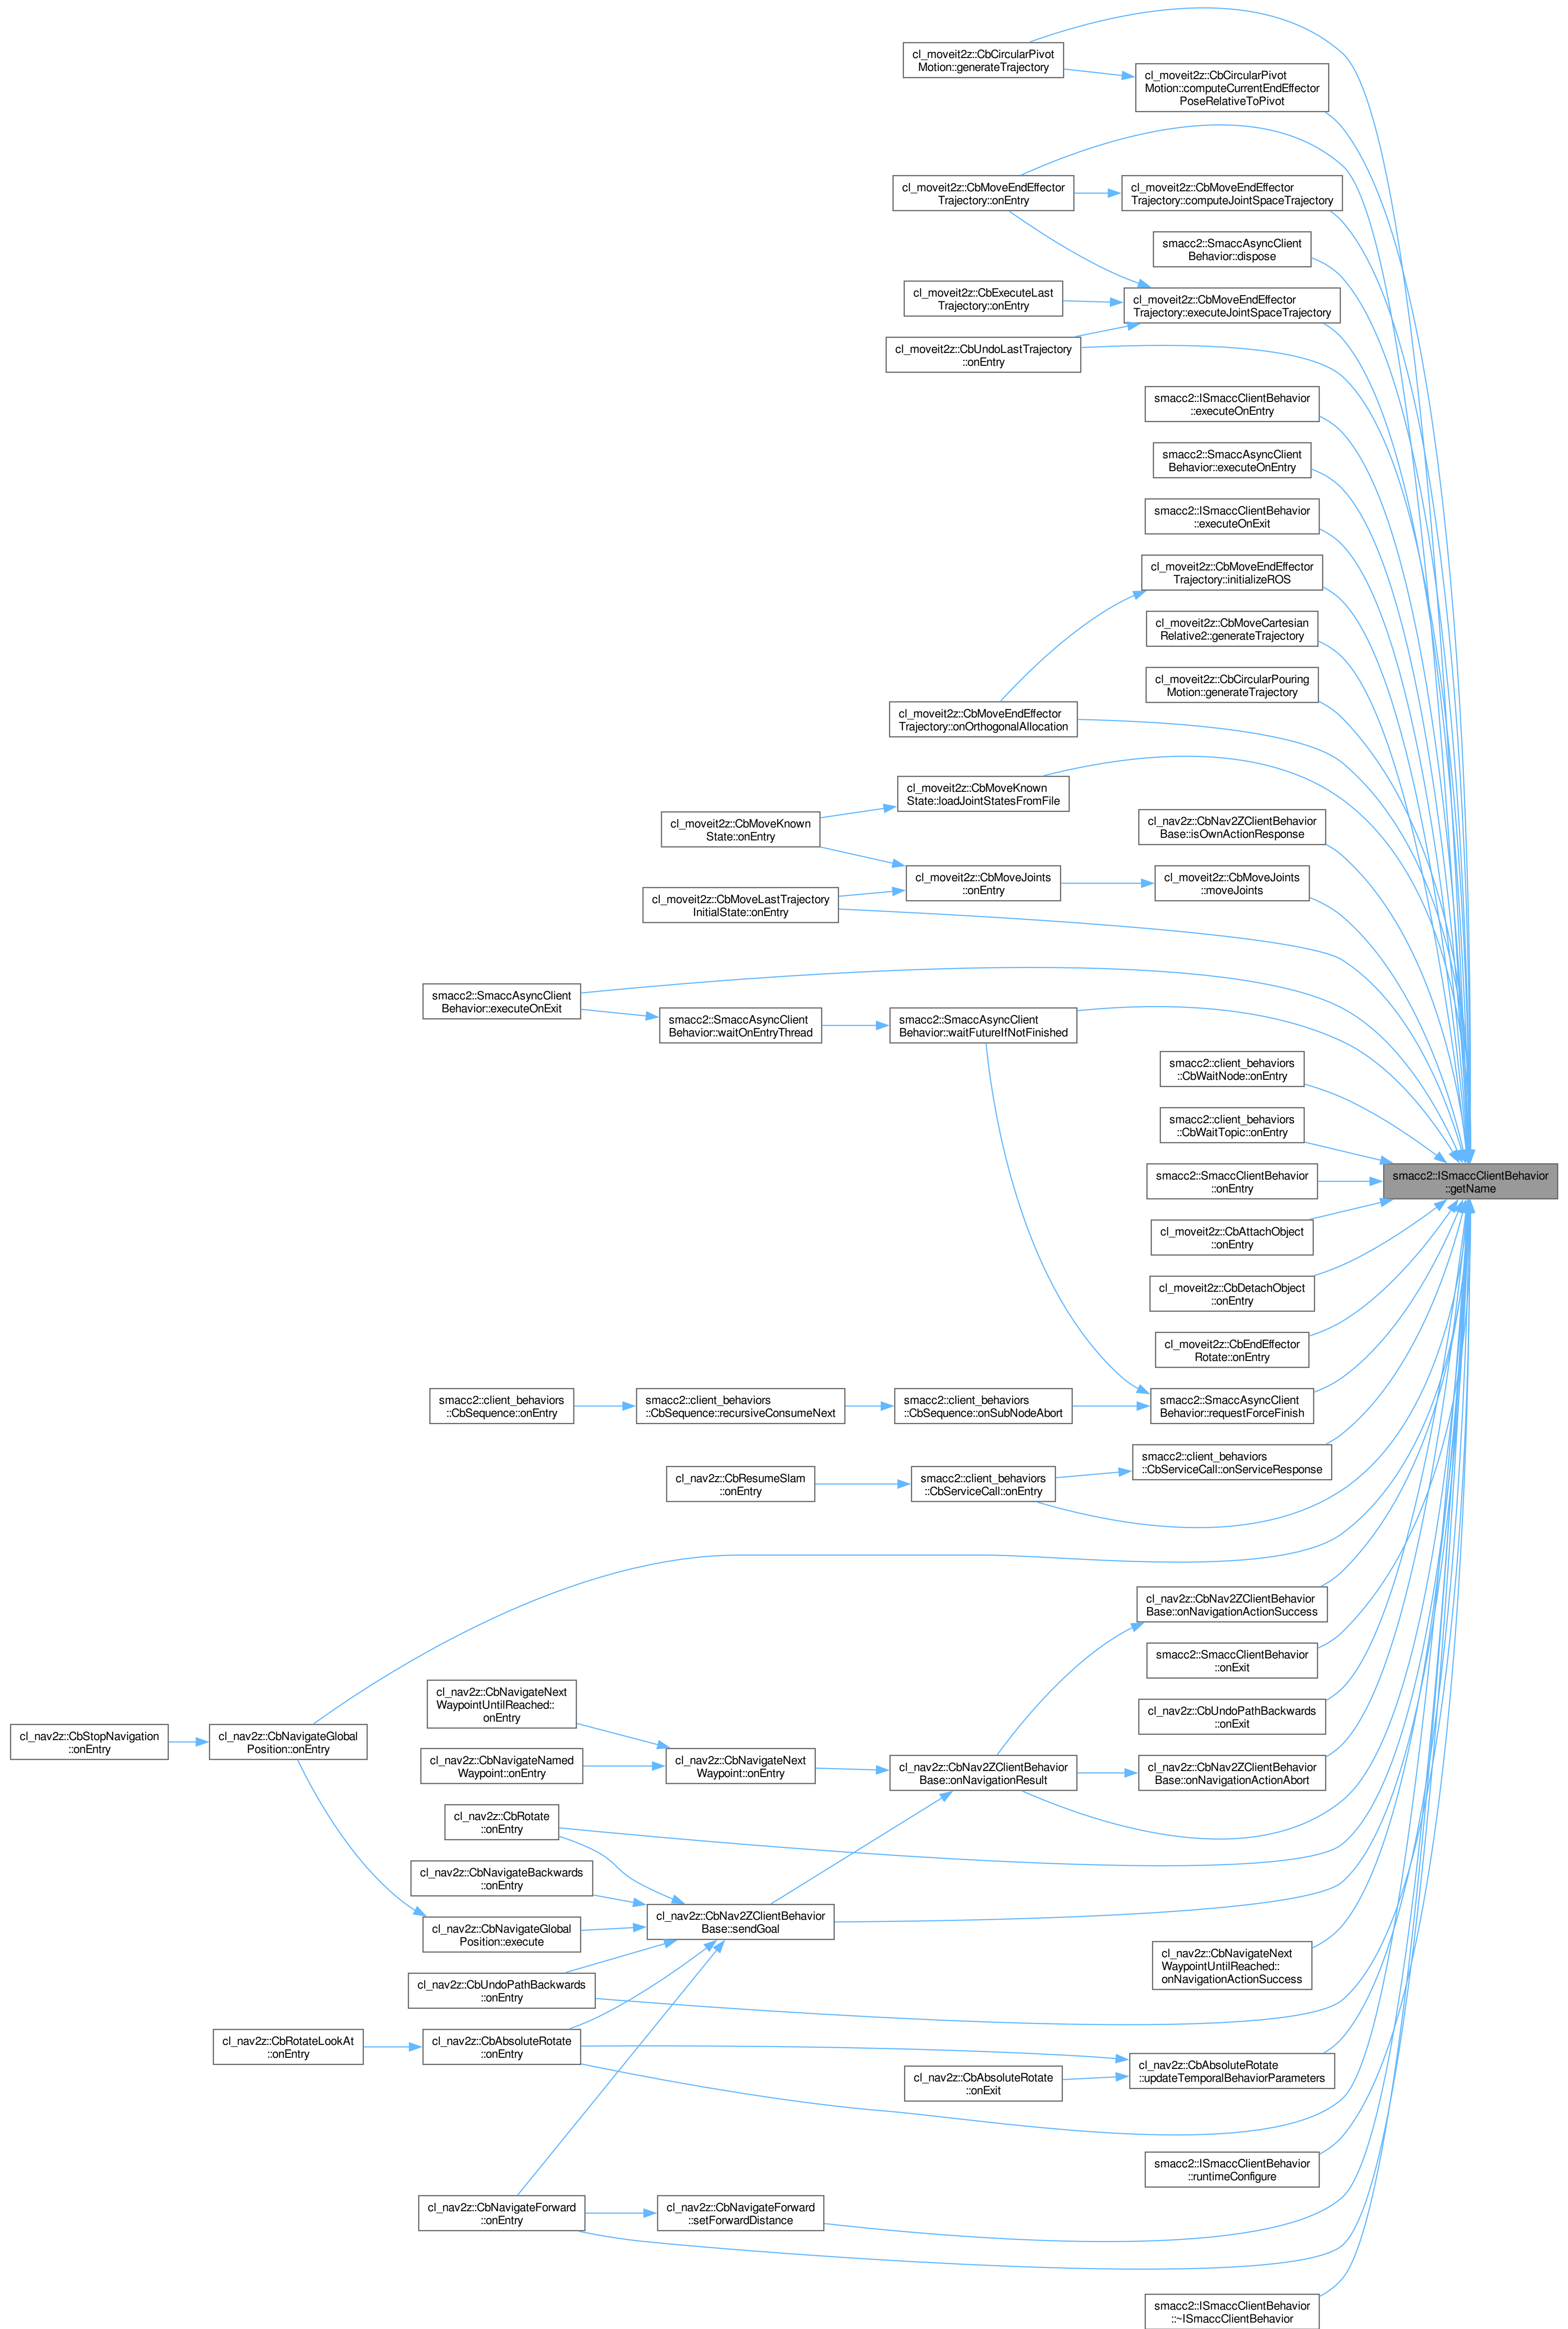 cl_moveit2z::CbCircularPivot
Motion::generateTrajectory
cl_moveit2z::CbCircularPivot
Motion::computeCurrentEndEffector
PoseRelativeToPivot
cl_moveit2z::CbMoveEndEffector
Trajectory::onEntry
cl_moveit2z::CbMoveEndEffector
Trajectory::computeJointSpaceTrajectory
smacc2::SmaccAsyncClient
Behavior::dispose
cl_moveit2z::CbExecuteLast
Trajectory::onEntry
cl_moveit2z::CbMoveEndEffector
Trajectory::executeJointSpaceTrajectory
cl_moveit2z::CbUndoLastTrajectory
::onEntry
smacc2::ISmaccClientBehavior
::executeOnEntry
smacc2::SmaccAsyncClient
Behavior::executeOnEntry
smacc2::ISmaccClientBehavior
::executeOnExit
cl_moveit2z::CbMoveEndEffector
Trajectory::initializeROS
cl_moveit2z::CbMoveCartesian
Relative2::generateTrajectory
cl_moveit2z::CbCircularPouring
Motion::generateTrajectory
cl_moveit2z::CbMoveEndEffector
Trajectory::onOrthogonalAllocation
cl_moveit2z::CbMoveKnown
State::loadJointStatesFromFile
cl_moveit2z::CbMoveKnown
State::onEntry
cl_nav2z::CbNav2ZClientBehavior
Base::isOwnActionResponse
cl_moveit2z::CbMoveLastTrajectory
InitialState::onEntry
cl_moveit2z::CbMoveJoints
::onEntry
cl_moveit2z::CbMoveJoints
::moveJoints
smacc2::SmaccAsyncClient
Behavior::executeOnExit
smacc2::SmaccAsyncClient
Behavior::waitOnEntryThread
smacc2::SmaccAsyncClient
Behavior::waitFutureIfNotFinished
smacc2::client_behaviors
::CbWaitNode::onEntry
smacc2::client_behaviors
::CbWaitTopic::onEntry
smacc2::SmaccClientBehavior
::onEntry
smacc2::ISmaccClientBehavior
::getName
cl_moveit2z::CbAttachObject
::onEntry
cl_moveit2z::CbDetachObject
::onEntry
cl_moveit2z::CbEndEffector
Rotate::onEntry
smacc2::client_behaviors
::CbSequence::onEntry
smacc2::client_behaviors
::CbSequence::recursiveConsumeNext
smacc2::client_behaviors
::CbSequence::onSubNodeAbort
smacc2::SmaccAsyncClient
Behavior::requestForceFinish
cl_nav2z::CbResumeSlam
::onEntry
smacc2::client_behaviors
::CbServiceCall::onEntry
smacc2::client_behaviors
::CbServiceCall::onServiceResponse
cl_nav2z::CbNav2ZClientBehavior
Base::onNavigationActionSuccess
smacc2::SmaccClientBehavior
::onExit
cl_nav2z::CbNavigateNext
WaypointUntilReached::
onEntry
cl_nav2z::CbUndoPathBackwards
::onExit
cl_nav2z::CbStopNavigation
::onEntry
cl_nav2z::CbNavigateGlobal
Position::onEntry
cl_nav2z::CbNavigateNamed
Waypoint::onEntry
cl_nav2z::CbNavigateNext
Waypoint::onEntry
cl_nav2z::CbNav2ZClientBehavior
Base::onNavigationResult
cl_nav2z::CbNav2ZClientBehavior
Base::onNavigationActionAbort
cl_nav2z::CbRotate
::onEntry
cl_nav2z::CbNavigateBackwards
::onEntry
cl_nav2z::CbNavigateGlobal
Position::execute
cl_nav2z::CbNav2ZClientBehavior
Base::sendGoal
cl_nav2z::CbNavigateNext
WaypointUntilReached::
onNavigationActionSuccess
cl_nav2z::CbUndoPathBackwards
::onEntry
cl_nav2z::CbRotateLookAt
::onEntry
cl_nav2z::CbAbsoluteRotate
::onEntry
cl_nav2z::CbAbsoluteRotate
::onExit
cl_nav2z::CbAbsoluteRotate
::updateTemporalBehaviorParameters
smacc2::ISmaccClientBehavior
::runtimeConfigure
cl_nav2z::CbNavigateForward
::onEntry
cl_nav2z::CbNavigateForward
::setForwardDistance
smacc2::ISmaccClientBehavior
::~ISmaccClientBehavior